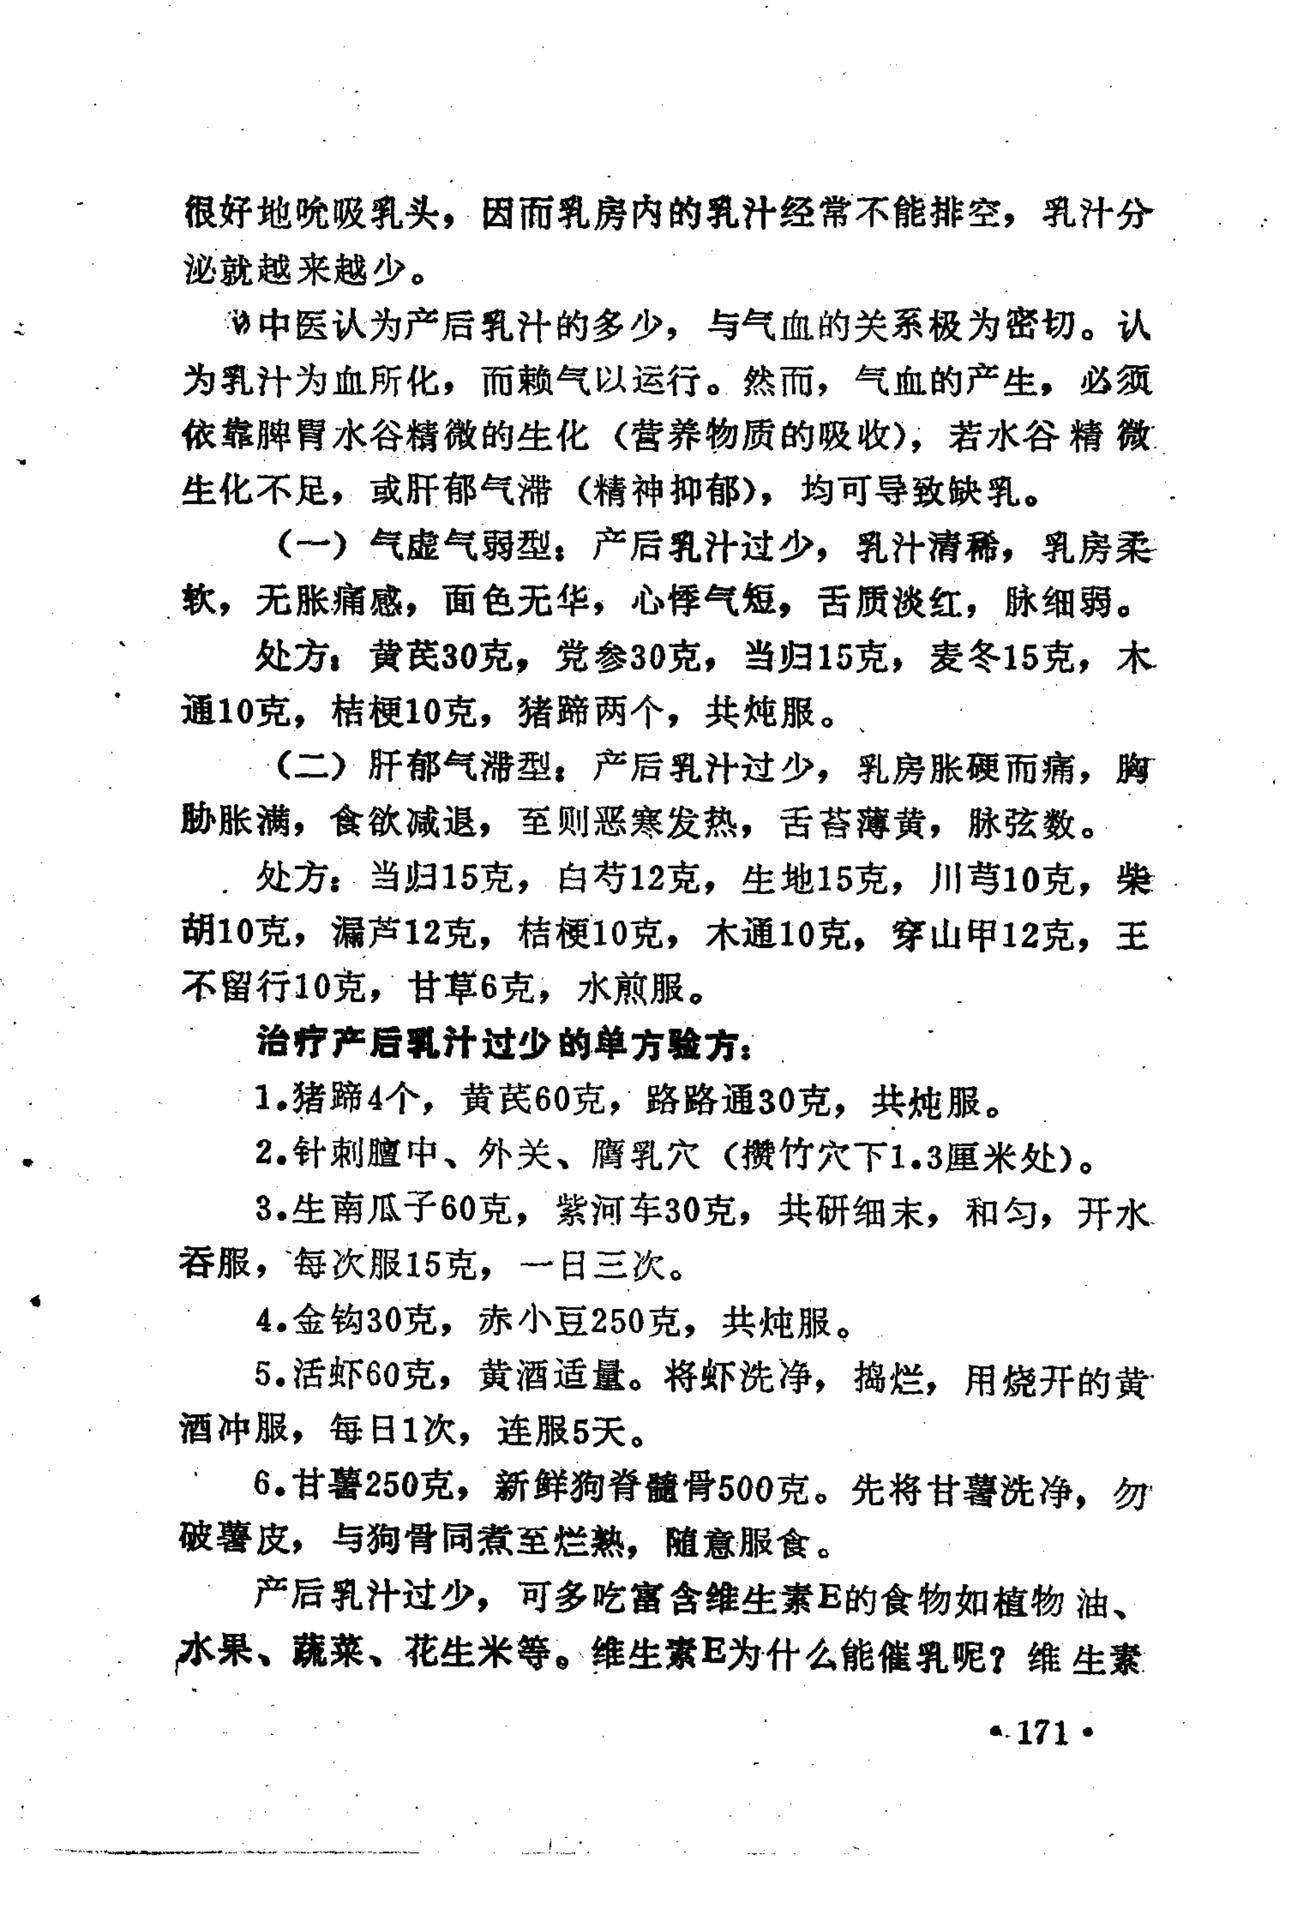 很好地吮吸乳头，因而乳房内的乳汁经常不能排空，乳汁分
泌就越来越少。
中医认为产后乳汁的多少，与气血的关系极为密切。认
为乳汁为血所化，而赖气以运行。然而，气血的产生，必须
依靠脾胃水谷精微的生化（营养物质的吸收），若水谷精微
生化不足，或肝郁气滞（精神抑郁），均可导致缺乳。
（一）气虚气弱型：产后乳汁过少，乳汁清稀，乳房柔
软，无胀痛感，面色无华，心悸气短，舌质淡红，脉细弱。
处方：黄芪30克，党参30克，当归15克，麦冬15克，木
通10克，桔梗10克，猪蹄两个，共炖服。
（二）肝郁气滞型：产后乳汁过少，乳房胀硬而痛，胸
胁胀满，食欲减退，至则恶寒发热，舌苔薄黄，脉弦数。
处方：当归15克，白芍12克，生地15克，川芎10克，柴
胡10克，漏芦12克，桔梗10克，木通10克，穿山甲12克，王
不留行10克，甘草6克，水煎服。
治疗产后乳汁过少的单方验方：
1.猪蹄4个，黄芪60克，路路通30克，共炖服。
2.针刺膻中、外关、膺乳穴（攒竹穴下1.3厘米处）。
3.生南瓜子60克，紫河车30克，共研细末，和匀，开水
吞服，每次服15克，一日三次。
4.金钩30克，赤小豆250克，共炖服。
5.活虾60克，黄酒适量。将虾洗净，捣烂，用烧开的黄
酒冲服，每日1次，连服5天。
6.甘薯250克，新鲜狗脊髓骨500克。先将甘薯洗净，勿
破薯皮，与狗骨同煮至烂熟，随意服食。
产后乳汁过少，可多吃富含维生素E的食物如植物油、
水果、蔬菜、花生米等。维生素E为什么能催乳呢？维生素
•171•